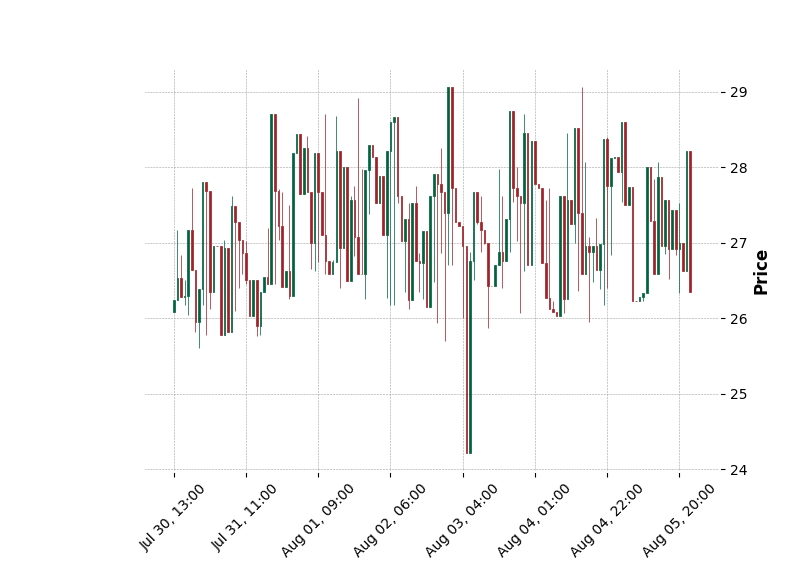 29
28
27
26
25
24
Price
Jul 30, 13:00
Jul 31, 11:00
Aug 01, 09:00
Aug 02, 06:00
Aug 03, 04:00
Aug 04, 01:00
Aug 04, 22:00
Aug 05, 20:00